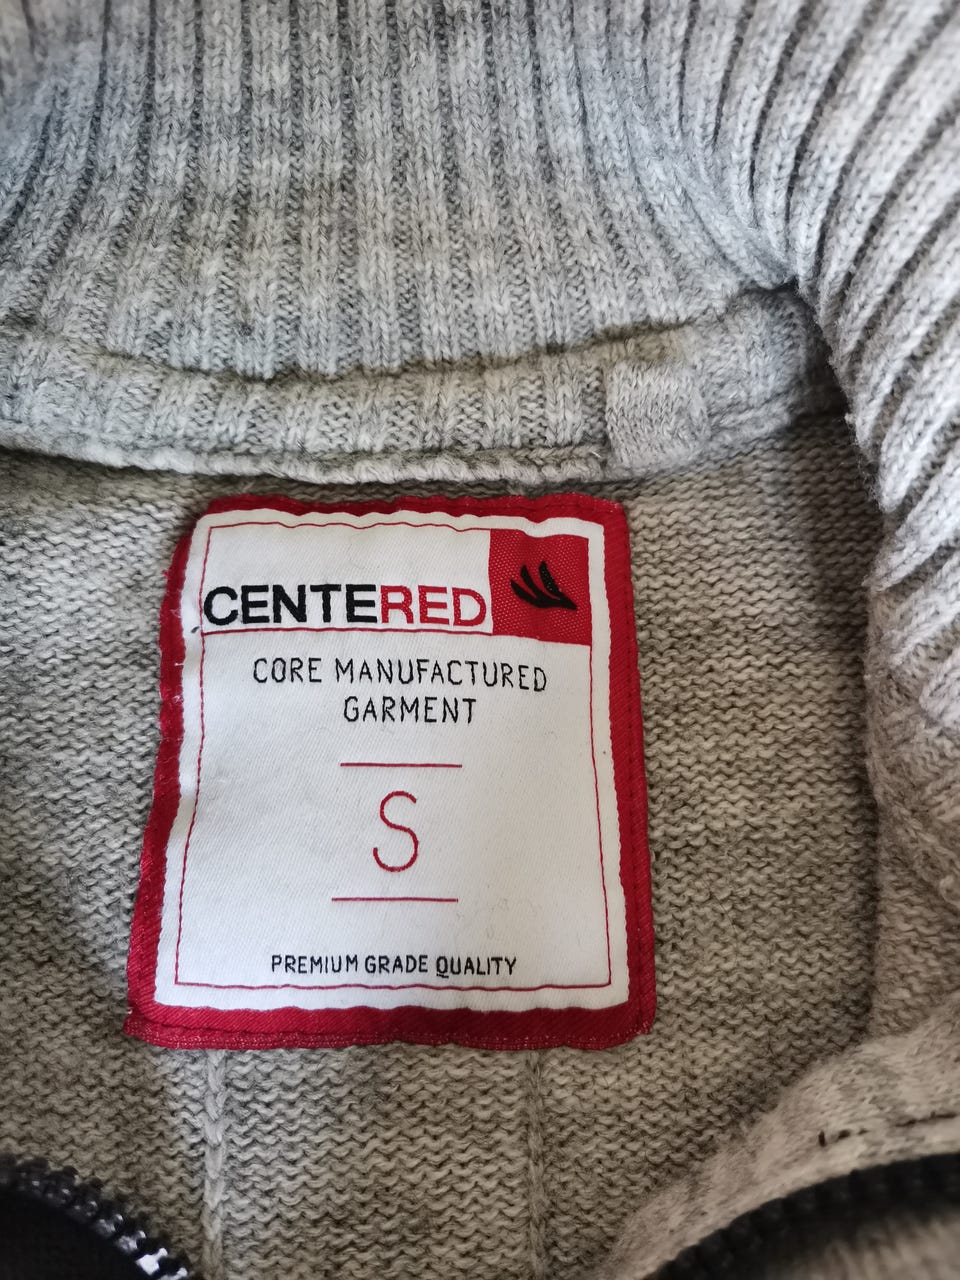 CENTERED
CORE MANUFACTURED
GARMENT
S
PREMIUM GRADE QUALITY